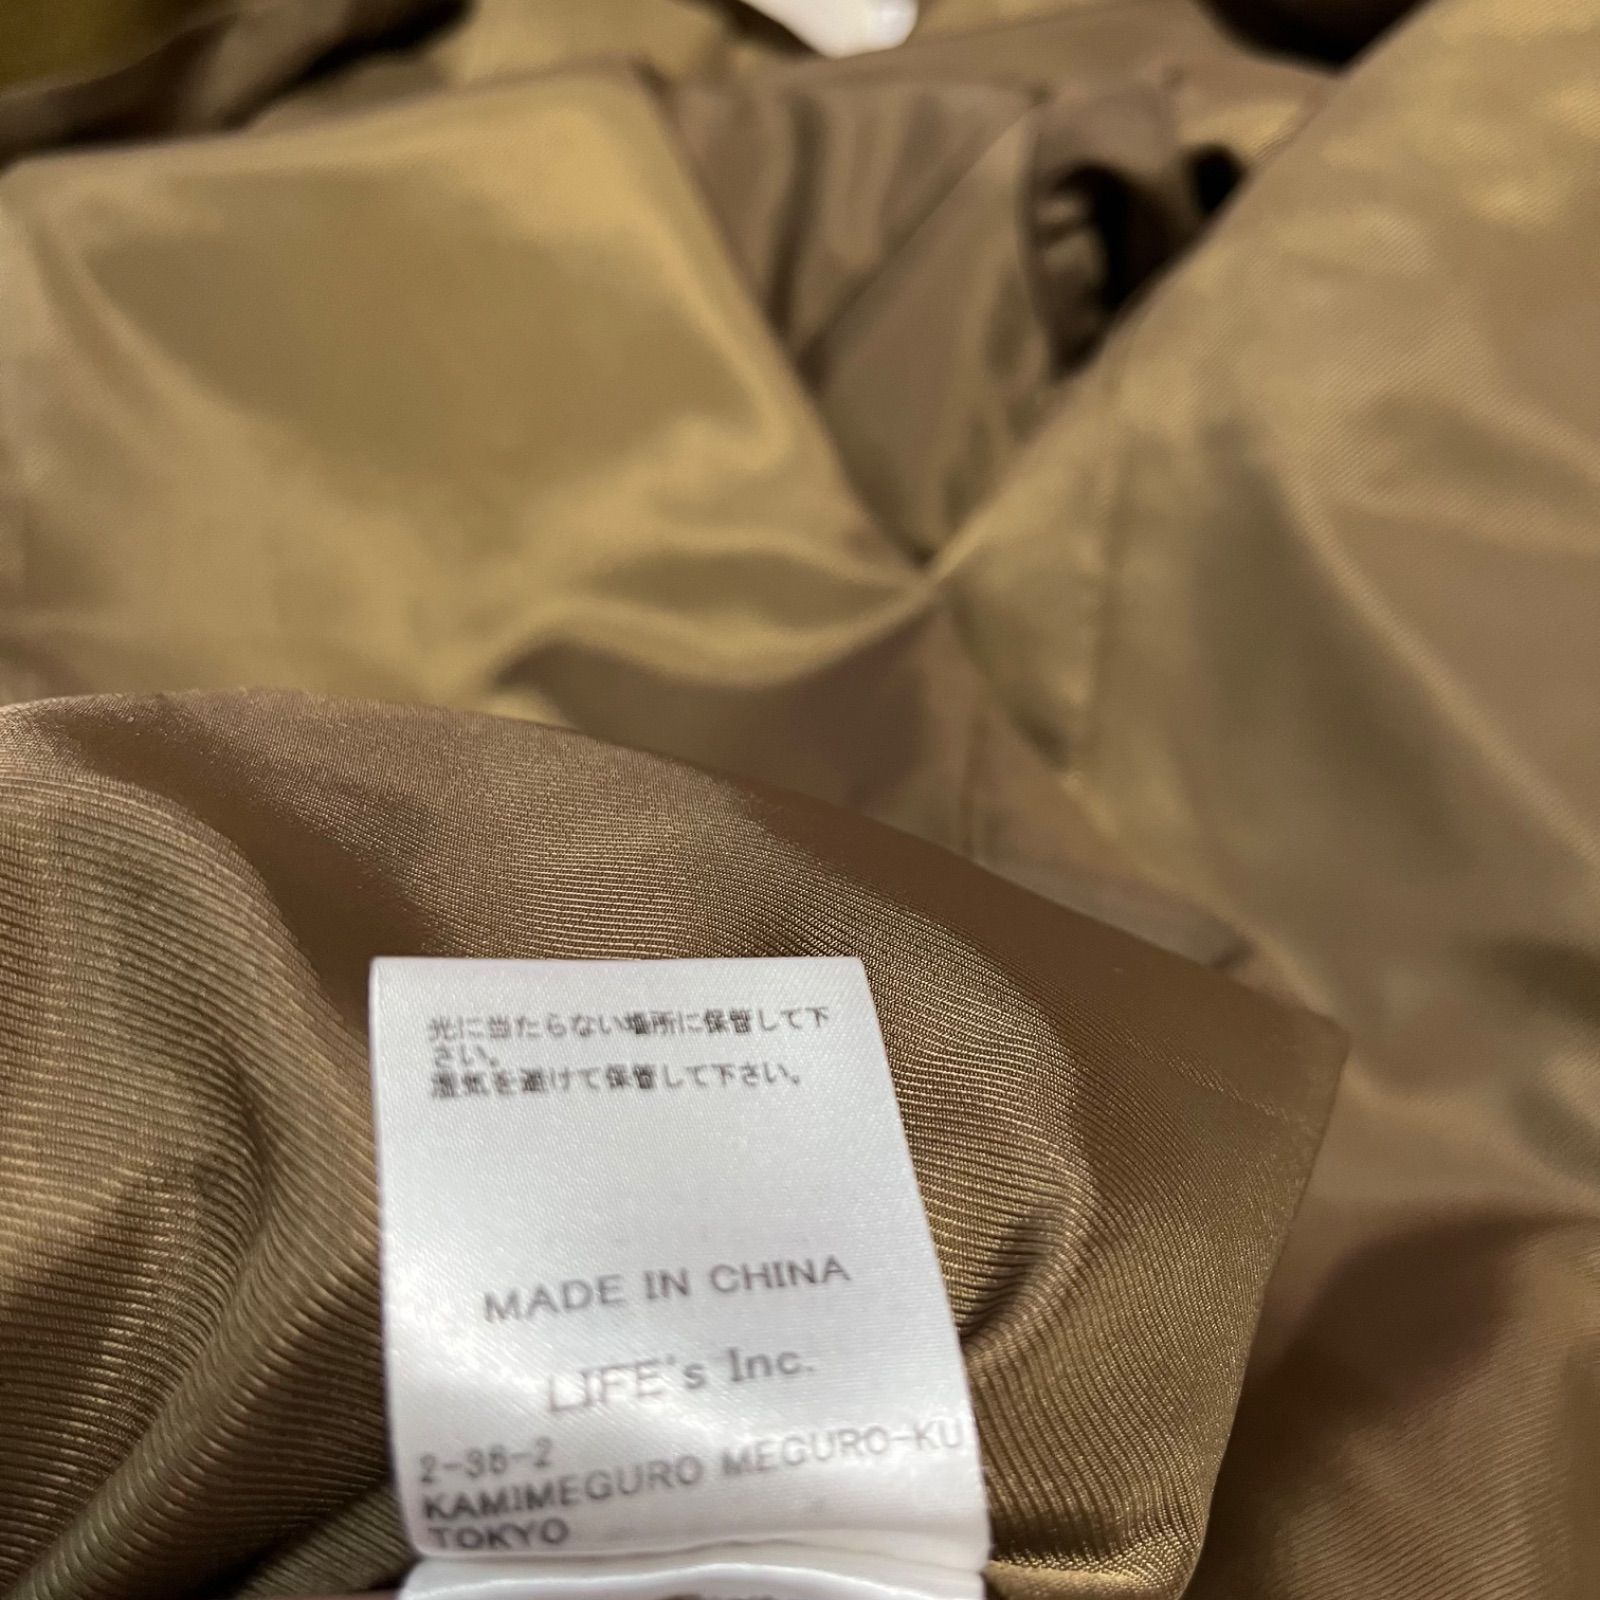 光に当たらない場所に保管して下
さい。
湿気を避けて保管して下さい。
MADE IN CHINA
LIFE's Inc.
2-36-2
KAMIMEGURO MEGURO-KU
TOKYO